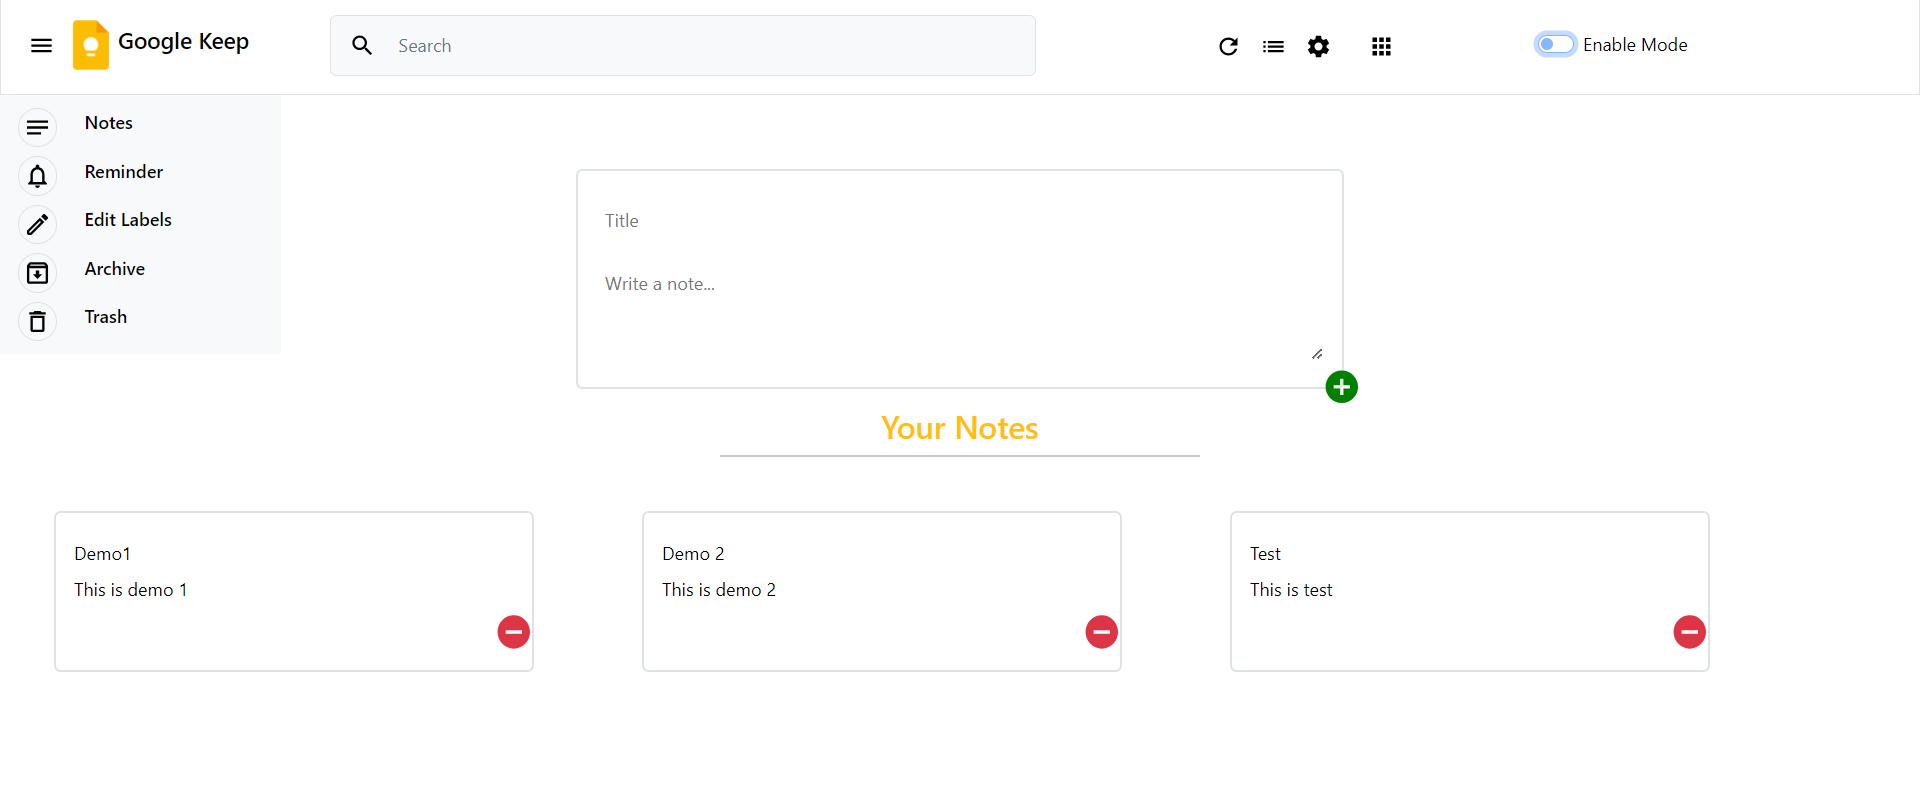 Google Keep
Search
Enable Mode
Notes
Reminder
Edit Labels
Archive
Trash
Title
Write a note...
Your Notes
Demo1
This is demo 1
Demo 2
This is demo 2
Test
This is test